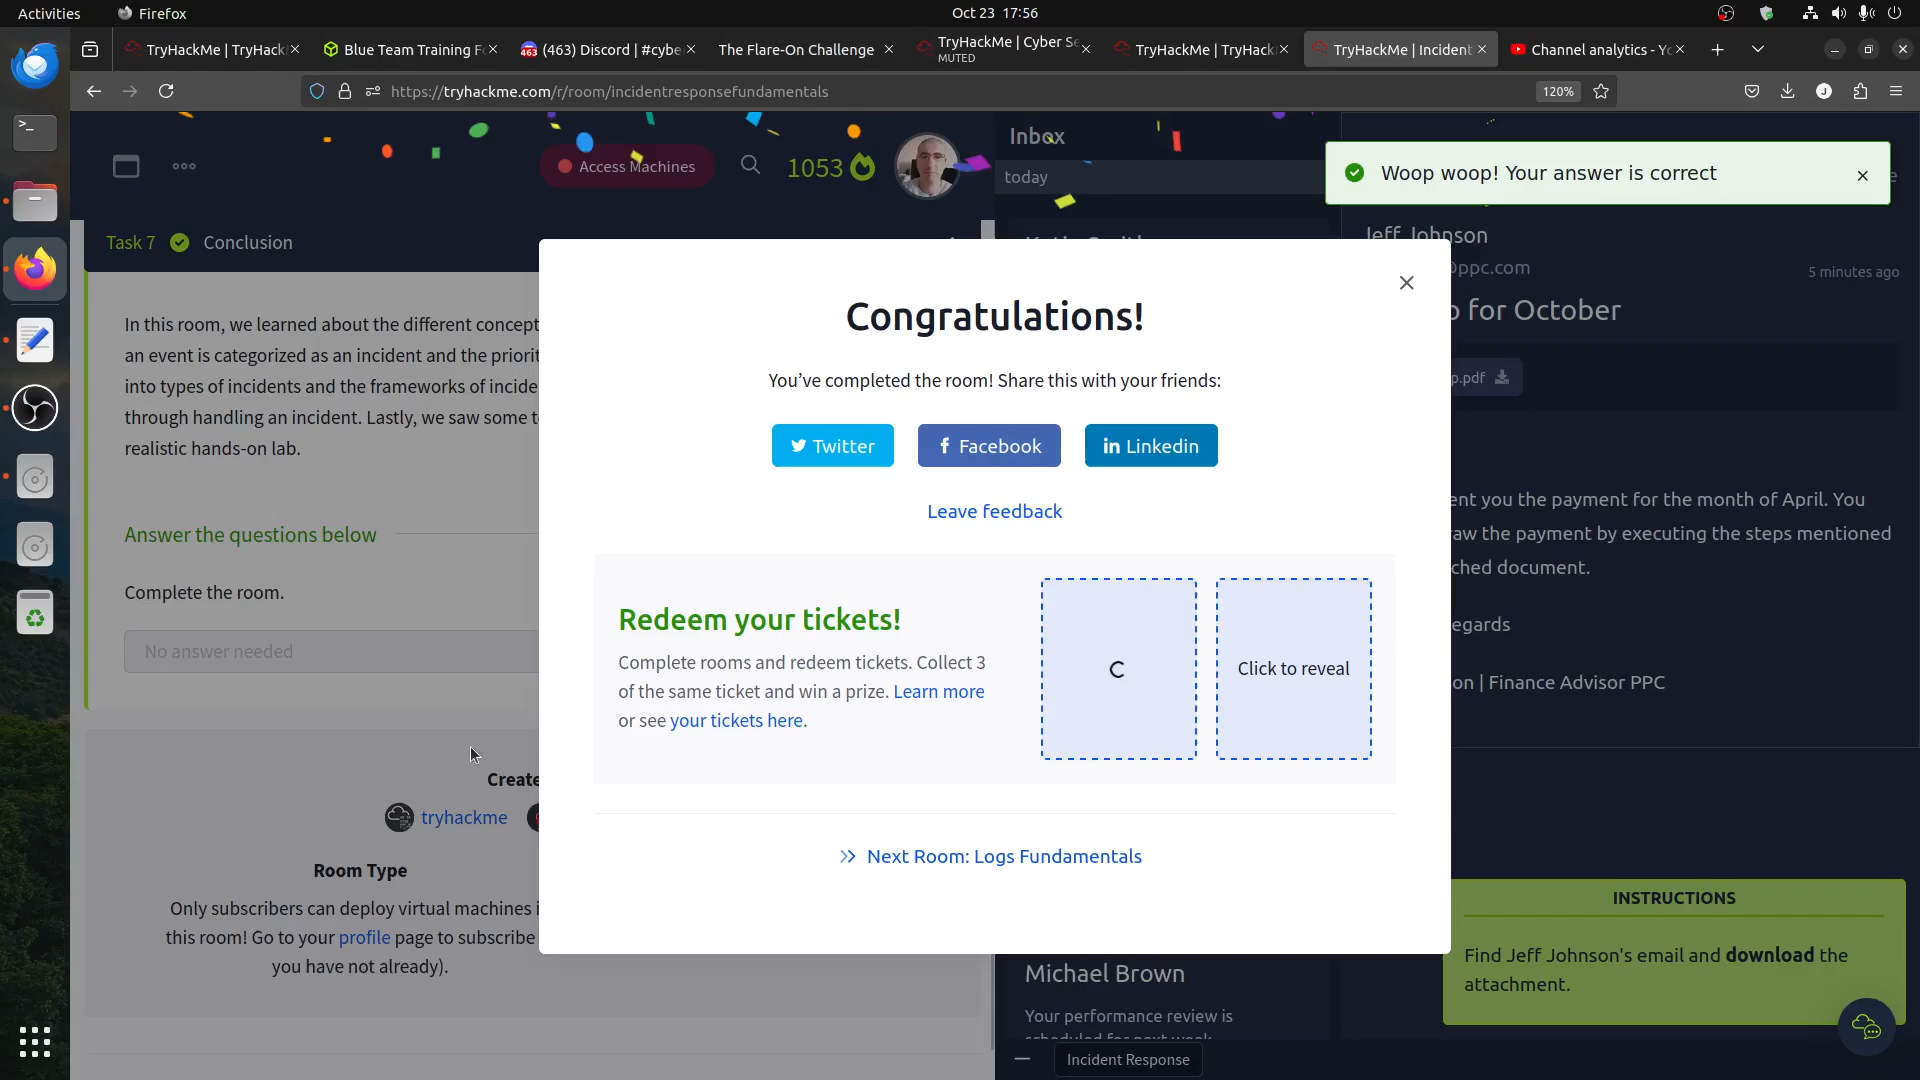 Activities
Firefox
Oct 23 17:56
TryHackMe | TryHack
Blue Team Training F
(463) Discord | #cybe
The Flare-On Challenge
TryHackMe | Cyber Se
MUTED
TryHackMe | TryHack
TryHackMe | Incident
Channel analytics - Yo
463
https://tryhackme.com/r/room/incidentresponsefundamentals
120%
J
Access Machines
1053
Inbox
today
Woop woop! Your answer is correct
Task 7
Conclusion
Jeff Johnson
ppc.com
5 minutes ago
for October
In this room, we learned about the different concept
an event is categorized as an incident and the priorit
into types of incidents and the frameworks of incide
through handling an incident. Lastly, we saw some t
realistic hands-on lab.
Answer the questions below
Complete the room.
No answer needed
Congratulations!
You’ve completed the room! Share this with your friends:
Twitter
Facebook
Linkedin
Leave feedback
Redeem your tickets!
Complete rooms and redeem tickets. Collect 3
of the same ticket and win a prize. Learn more
or see your tickets here.
Click to reveal
Next Room: Logs Fundamentals
p.pdf
ent you the payment for the month of April. You
aw the payment by executing the steps mentioned
ched document.
egards
on | Finance Advisor PPC
Create
tryhackme
Room Type
Only subscribers can deploy virtual machines i
this room! Go to your profile page to subscribe
you have not already).
Michael Brown
Your performance review is
scheduled for next week
Incident Response
INSTRUCTIONS
Find Jeff Johnson's email and download the
attachment.